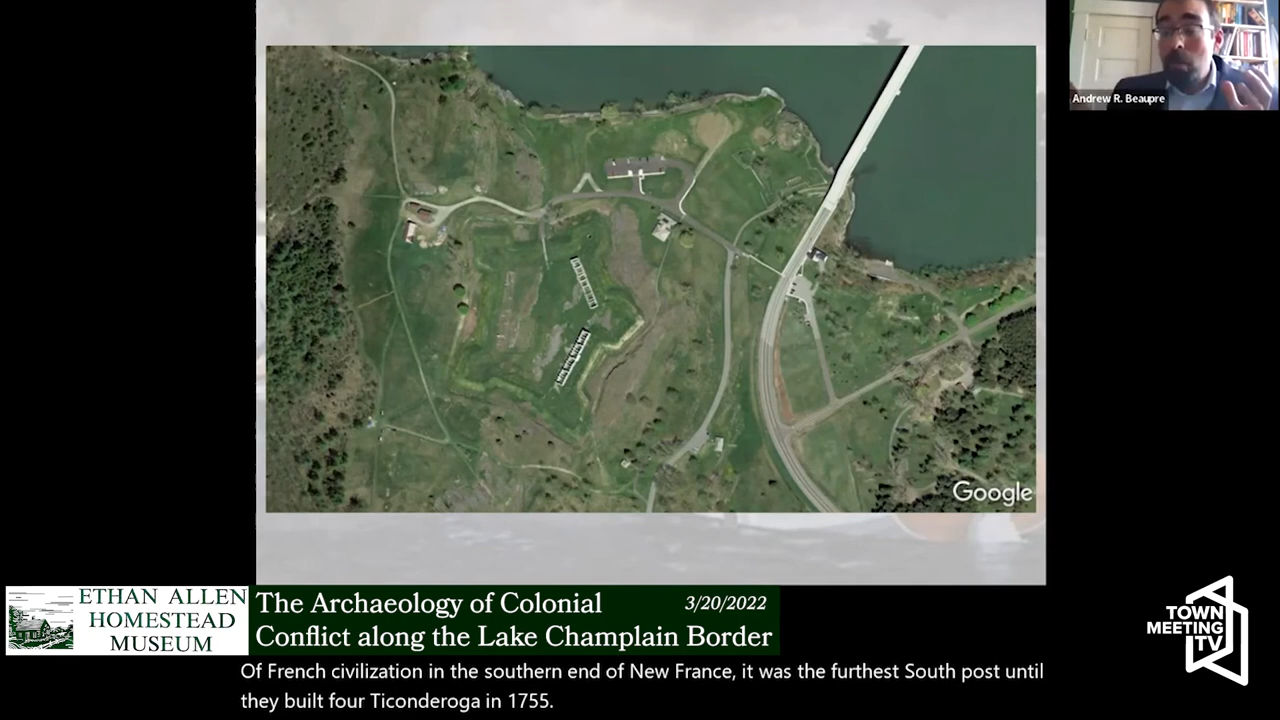 Andrew R. Beaupre
Google
ETHAN ALLEN
HOMESTEAD
MUSEUM
The Archaeology of Colonial
3/20/2022
Conflict along the Lake Champlain Border
TOWN
MEETING
TV
Of French civilization in the southern end of New France, it was the furthest South post until
they built four Ticonderoga in 1755.